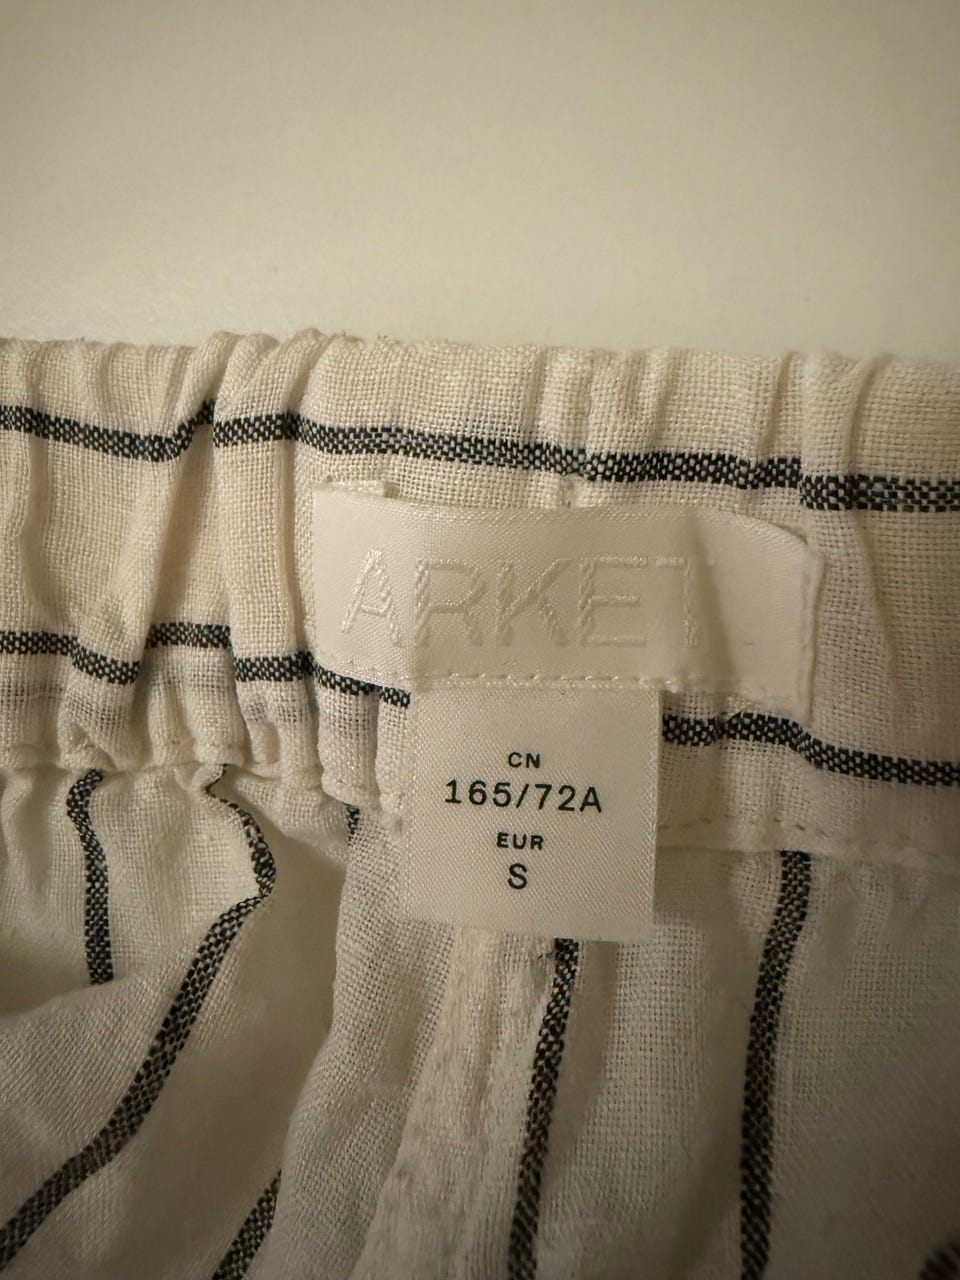 ARKET
CN
165/72A
EUR
S